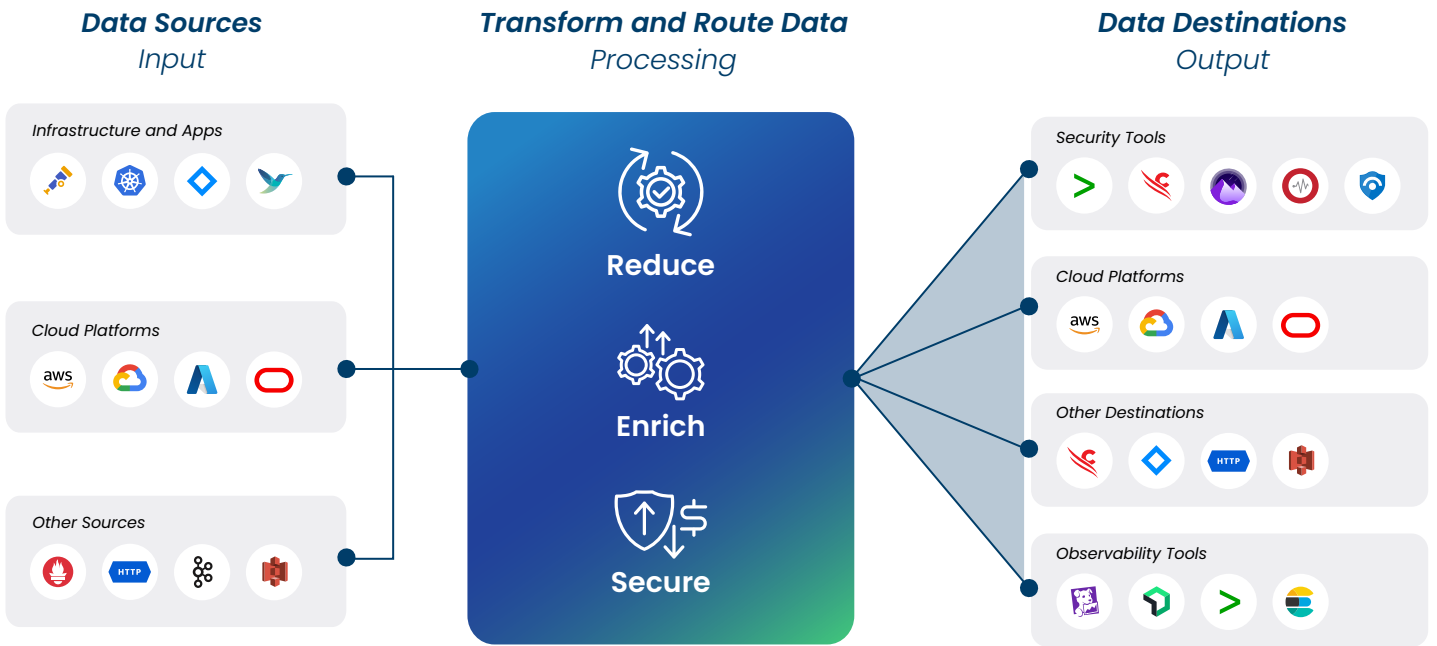 Data Sources
Input
Transform and Route Data
Processing
Data Destinations
Output
Infrastructure and Apps
Cloud Platforms
aws
Other Sources
HTTP
Reduce
Enrich
Secure
Security Tools
Cloud Platforms
aws
Other Destinations
HTTP
Observability Tools